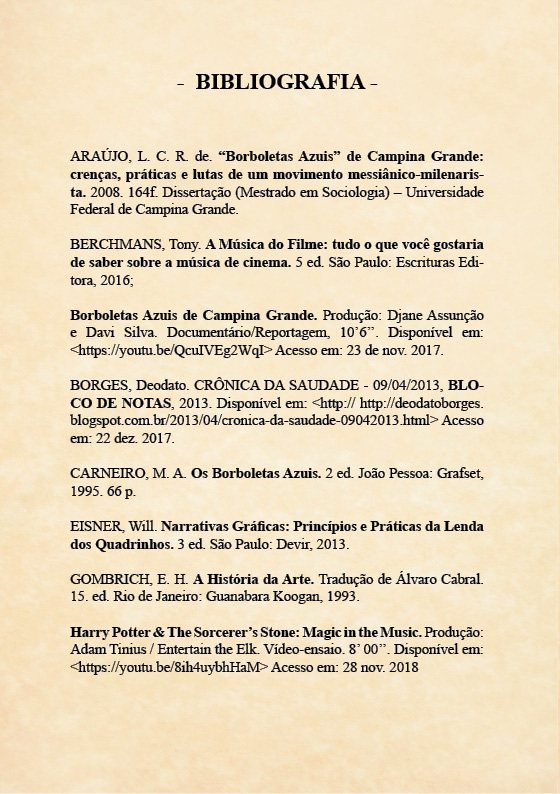 - BIBLIOGRAFIA -
ARAÚJO, L. C. R. de. “Borboletas Azuis” de Campina Grande:
crenças, práticas e lutas de um movimento messiânico-milenaris-
ta. 2008. 164f. Dissertação (Mestrado em Sociologia) – Universidade
Federal de Campina Grande.
BERCHMANS, Tony. A Música do Filme: tudo o que você gostaria
de saber sobre a música de cinema. 5 ed. São Paulo: Escrituras Edi-
tora, 2016;
Borboletas Azuis de Campina Grande. Produção: Djane Assunção
e Davi Silva. Documentário/Reportagem, 10’6’’. Disponível em:
<https://youtu.be/QcuIVEg2WqI> Acesso em: 23 de nov. 2017.
BORGES, Deodato. CRÔNICA DA SAUDADE - 09/04/2013, BLO-
CO DE NOTAS, 2013. Disponível em: <http:// http://deodatoborges.
blogspot.com.br/2013/04/cronica-da-saudade-09042013.html> Acesso
em: 22 dez. 2017.
CARNEIRO, M. A. Os Borboletas Azuis. 2 ed. João Pessoa: Grafset,
1995. 66 p.
EISNER, Will. Narrativas Gráficas: Princípios e Práticas da Lenda
dos Quadrinhos. 3 ed. São Paulo: Devir, 2013.
GOMBRICH, E. H. A História da Arte. Tradução de Álvaro Cabral.
15. ed. Rio de Janeiro: Guanabara Koogan, 1993.
Harry Potter & The Sorcerer’s Stone: Magic in the Music. Produção:
Adam Tinius / Entertain the Elk. Vídeo-ensaio. 8’ 00’’. Disponível em:
<https://youtu.be/8ih4uybhHaM> Acesso em: 28 nov. 2018